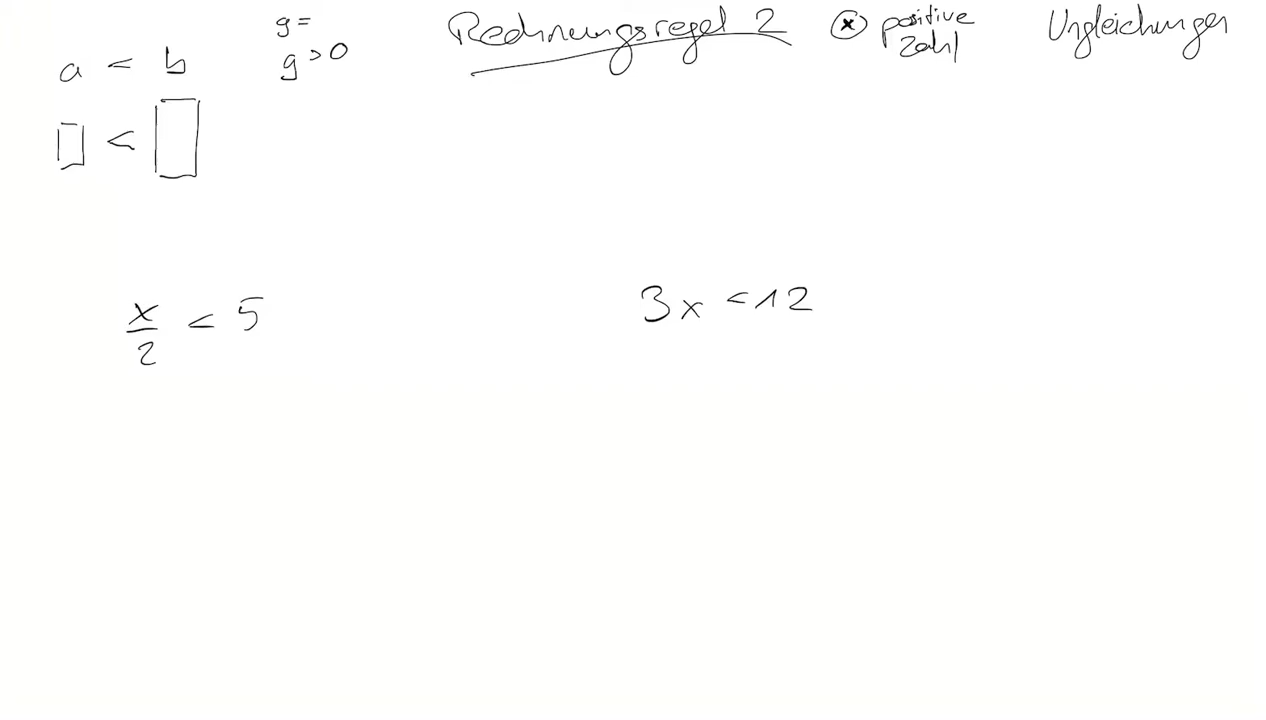 g =
g > 0
a < b
<
Rechnungsregel 2
ⓧ positive
Zahl
Ungleichungen
x/2 < 5
3x < 12